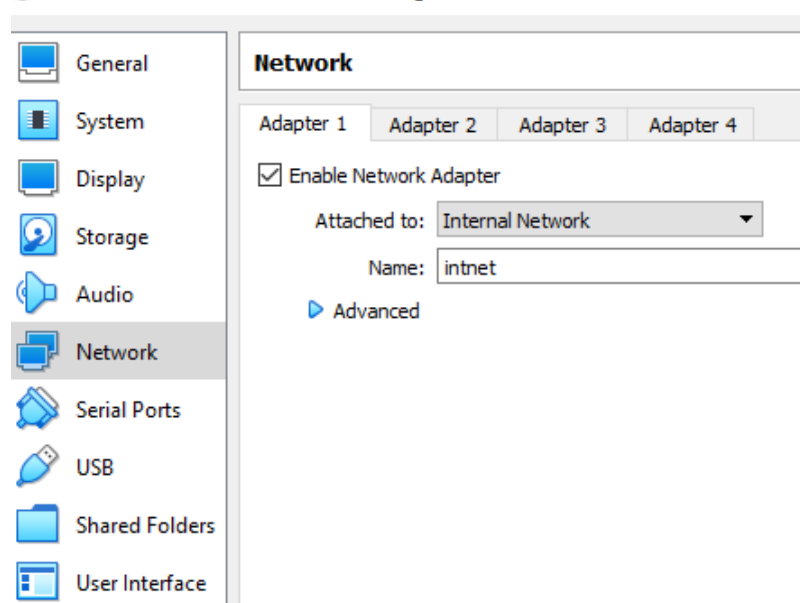 General
System
Display
Storage
Audio
Network
Serial Ports
USB
Shared Folders
User Interface
Network
Adapter 1
Adapter 2
Adapter 3
Adapter 4
Enable Network Adapter
Attached to: Internal Network
Name: intnet
Advanced